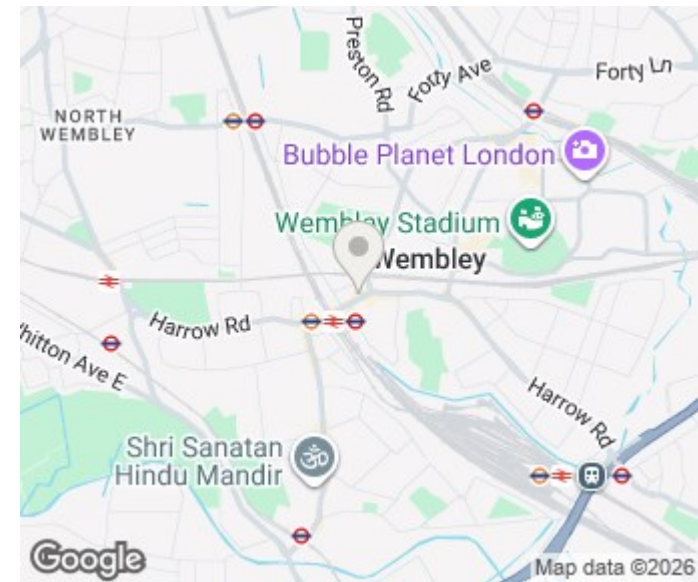 Preston Rd
Forty Ave
Forty Ln
NORTH
WEMBLEY
Bubble Planet London
Wembley Stadium
Wembley
Harrow Rd
Whitton Ave E
Harrow Rd
Shri Sanatan
Hindu Mandir
ॐ
Google
Map data ©2026